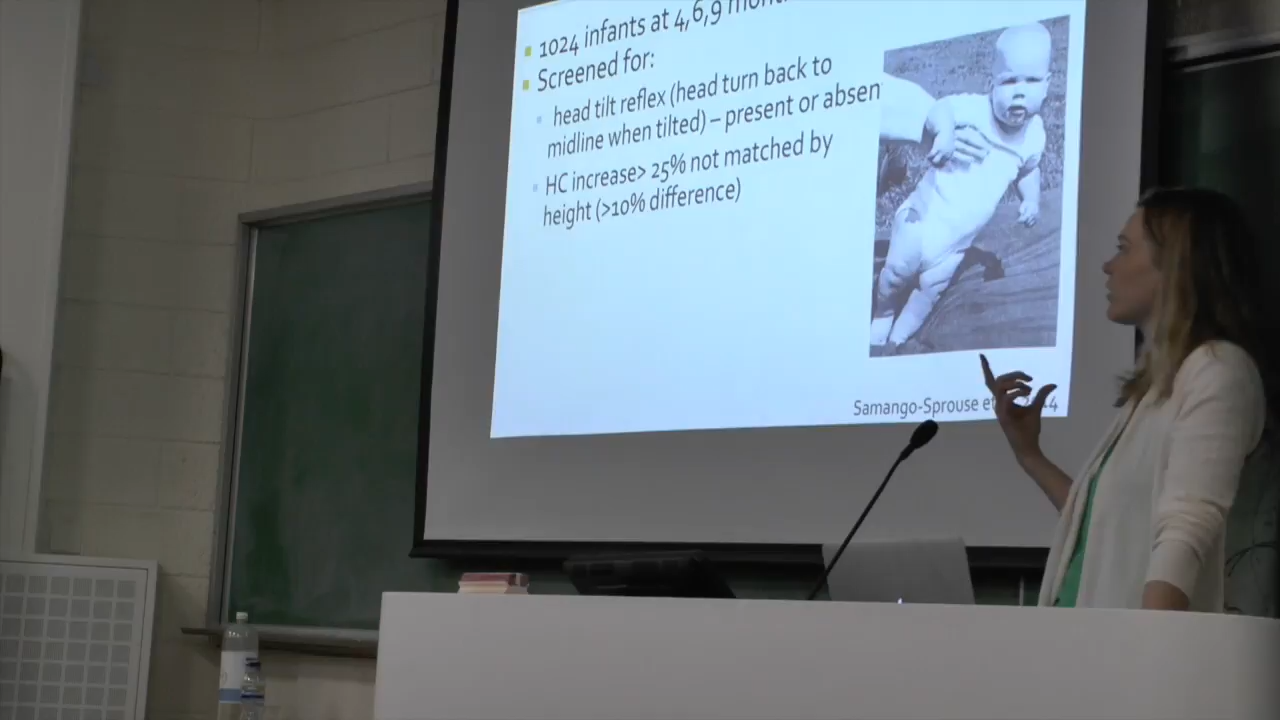 1024 infants at 4,6,9
Screened for:
head tilt reflex (head turn back to
midline when tilted) – present or absen
HC increase> 25% not matched by
height (>10% difference)
Samango-Sprouse